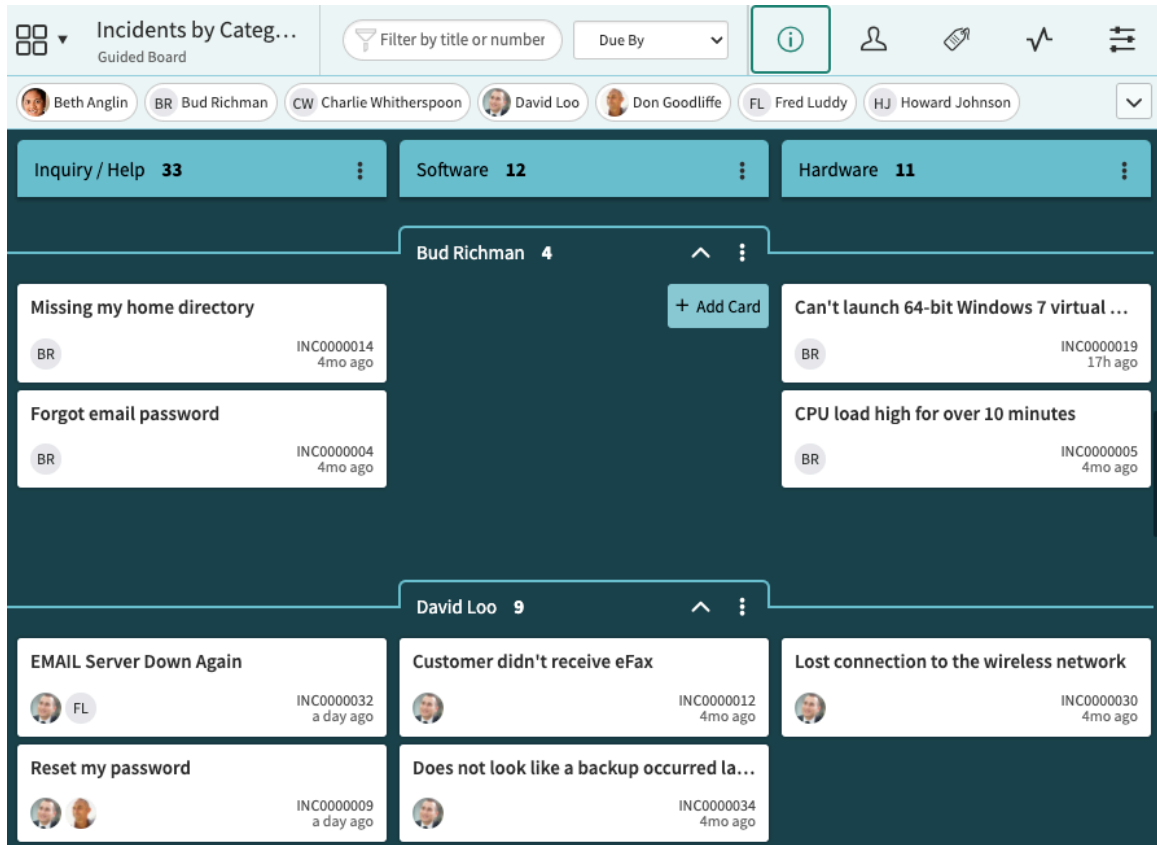 Incidents by Categ...
Guided Board
Filter by title or number
Due By
Beth Anglin
BR Bud Richman
CW Charlie Whitherspoon
David Loo
Don Goodliffe
FL Fred Luddy
HJ Howard Johnson
Inquiry / Help 33
Software 12
Hardware 11
Bud Richman 4
Missing my home directory
BR
INC0000014
4mo ago
+ Add Card
Can't launch 64-bit Windows 7 virtual ...
BR
INC0000019
17h ago
Forgot email password
BR
INC0000004
4mo ago
CPU load high for over 10 minutes
BR
INC0000005
4mo ago
David Loo 9
EMAIL Server Down Again
FL
INC0000032
a day ago
Customer didn't receive eFax
INC0000012
4mo ago
Lost connection to the wireless network
INC0000030
4mo ago
Reset my password
INC0000009
a day ago
Does not look like a backup occurred la...
INC0000034
4mo ago